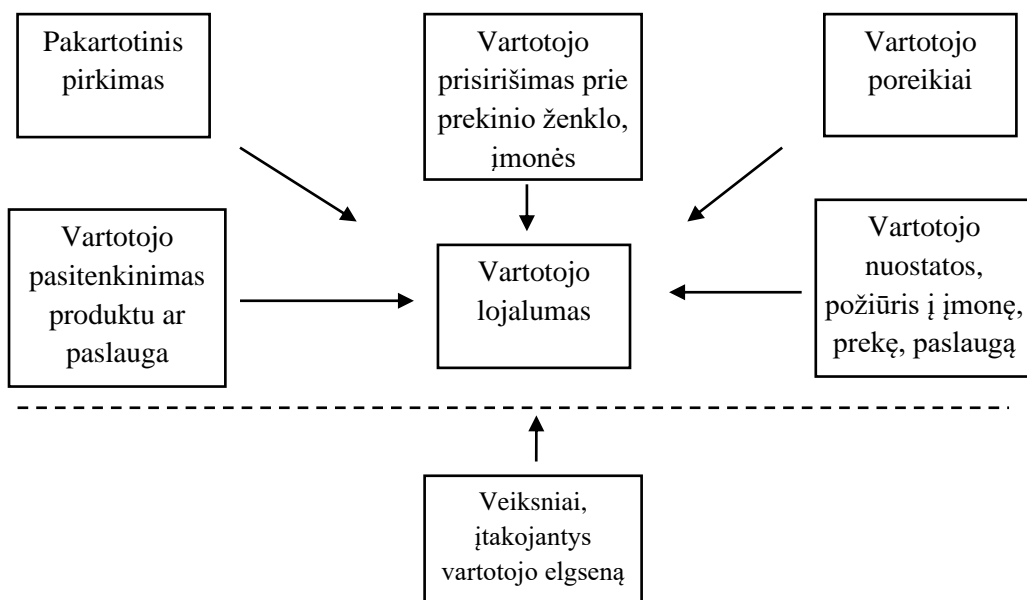 Pakartotinis
pirkimas
Vartotojo
prisirišimas prie
prekinio ženklo,
įmonės
Vartotojo
poreikiai
Vartotojo
pasitenkinimas
produktu ar
paslauga
Vartotojo
lojalumas
Vartotojo
nuostatos,
požiūris į įmonę,
prekę, paslaugą
Veiksniai,
įtakojantys
vartotojo elgseną